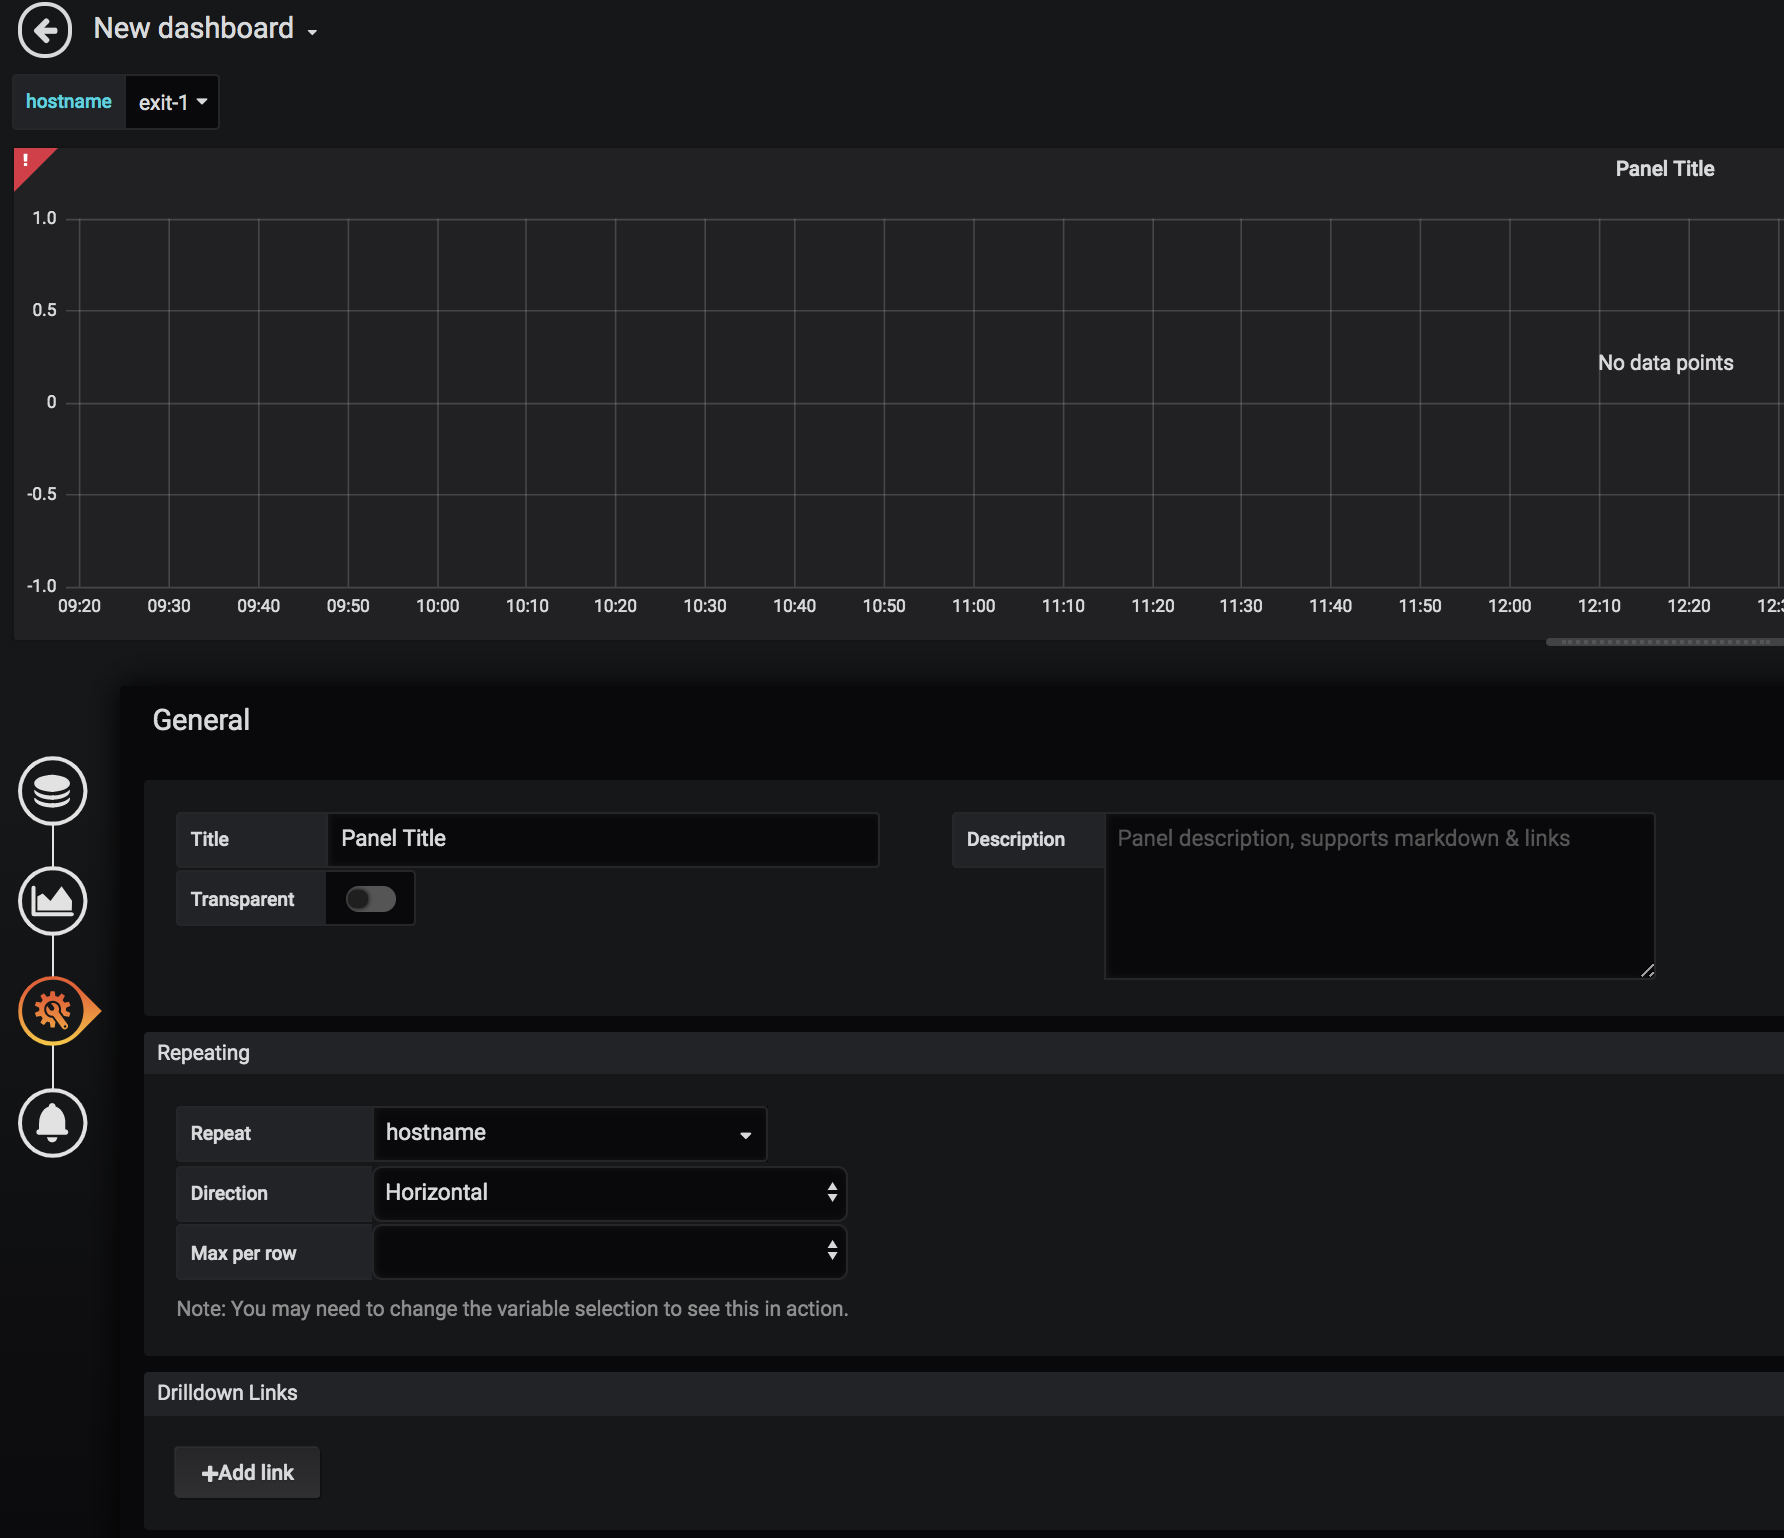 New dashboard
hostname exit-1
!
Panel Title
1.0
0.5
No data points
0
-0.5
-1.0
09:20 09:30 09:40 09:50 10:00 10:10 10:20 10:30 10:40 10:50 11:00 11:10 11:20 11:30 11:40 11:50 12:00 12:10 12:20
General
Title Panel Title
Description Panel description, supports markdown & links
Transparent
Repeating
Repeat hostname
Direction Horizontal
Max per row
Note: You may need to change the variable selection to see this in action.
Drilldown Links
+Add link